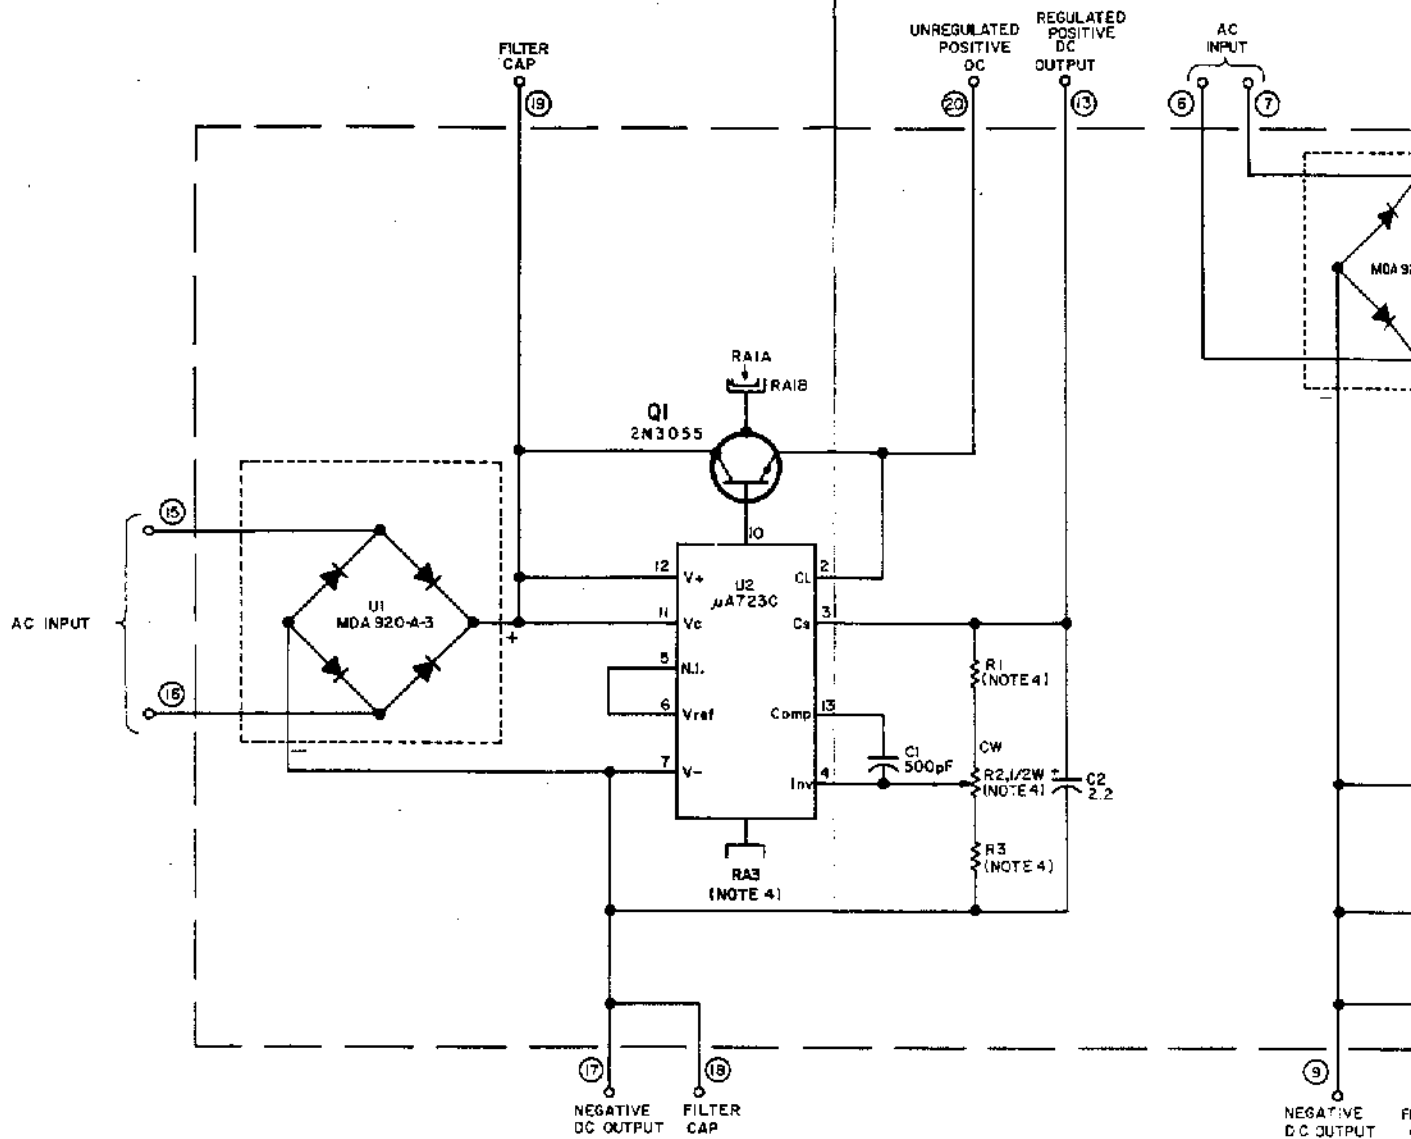 FILTER
CAP
19
UNREGULATED
POSITIVE
DC
20
REGULATED
POSITIVE
DC
OUTPUT
13
AC
INPUT
6
7
MDA 92
RA1A
RA1B
Q1
2N3055
10
AC INPUT
15
16
U1
MDA 920-A-3
+
U2
µA723C
12
V+
11
Vc
5
N.I.
6
Vref
7
V-
2
CL
3
Cs
13
Comp
4
Inv
R1
(NOTE 4)
C1
500pF
CW
R2,1/2W
(NOTE 4)
+
C2
2.2
R3
(NOTE 4)
RA3
(NOTE 4)
17
NEGATIVE
DC OUTPUT
18
FILTER
CAP
9
NEGATIVE
DC OUTPUT